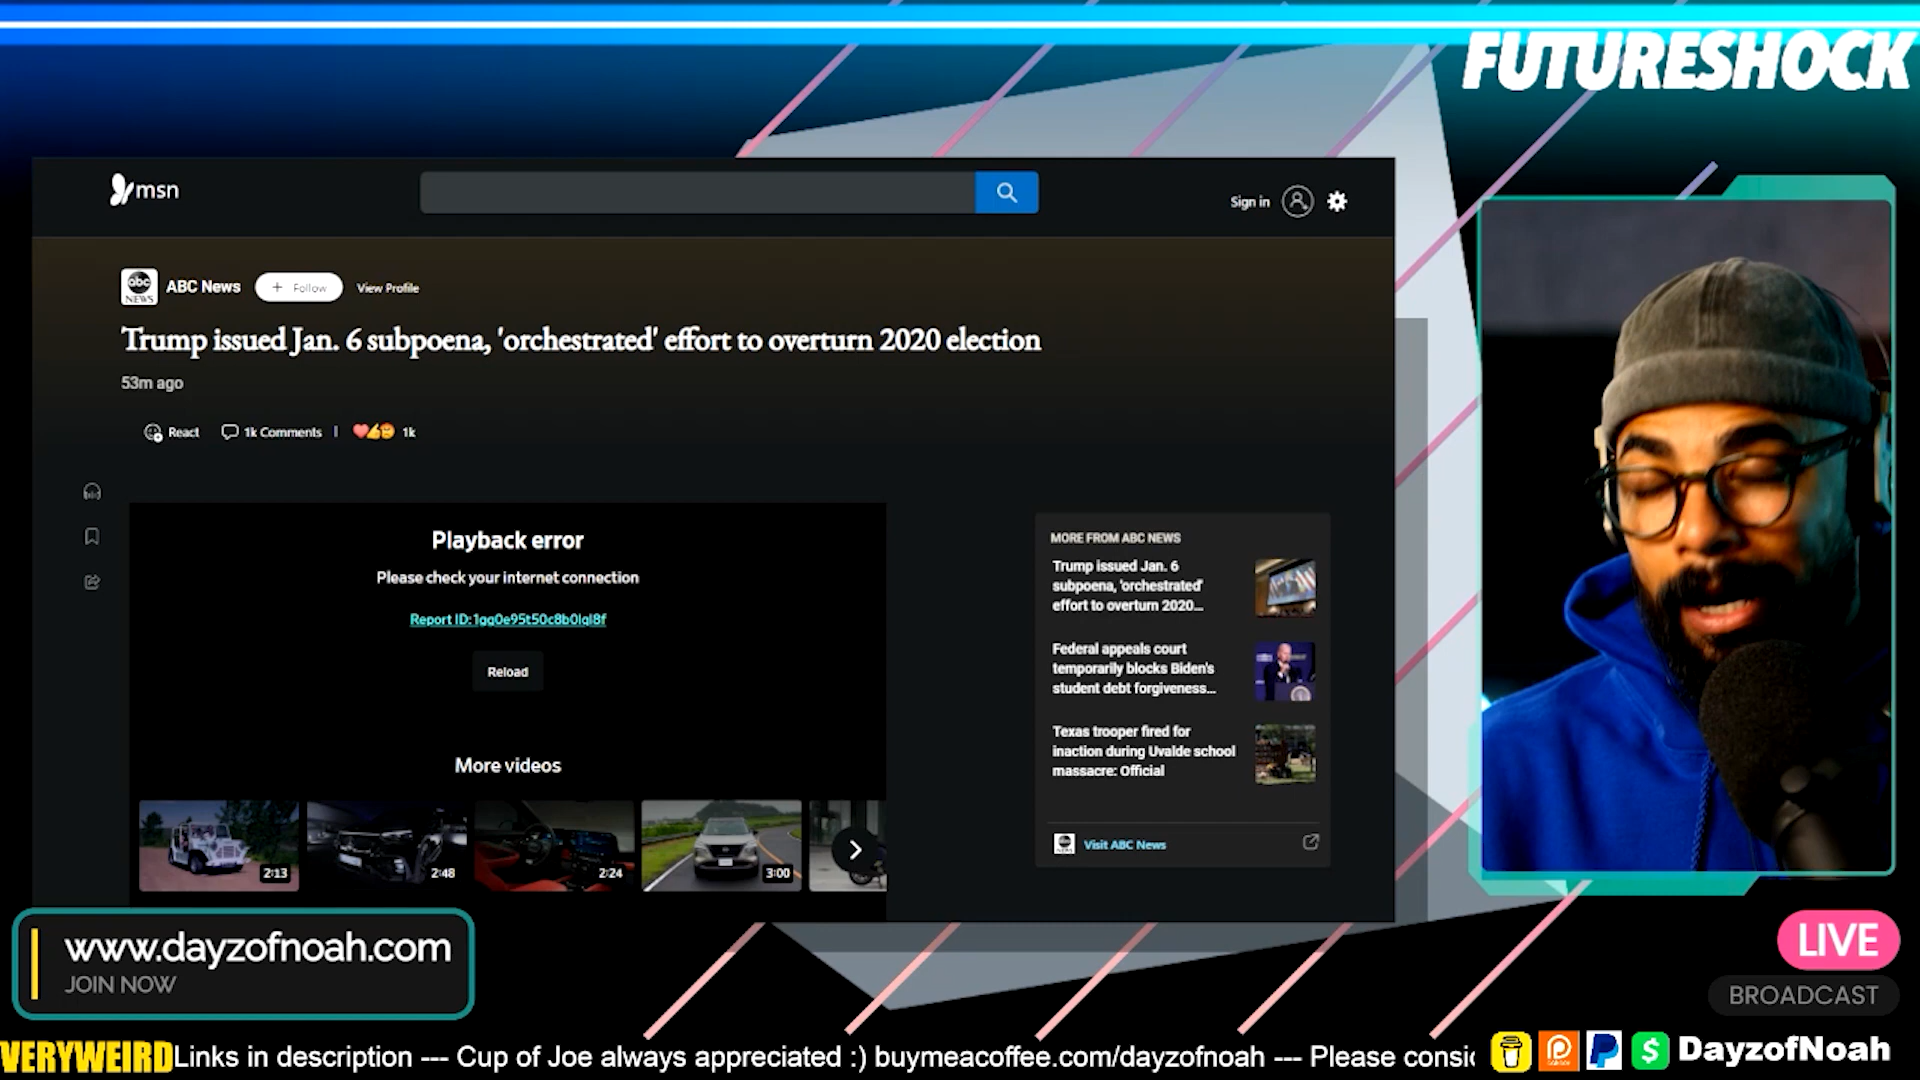 FUTURESHOCK
msn
Sign in
abc NEWS
ABC News
+ Follow
View Profile
Trump issued Jan. 6 subpoena, 'orchestrated' effort to overturn 2020 election
53m ago
React
1k Comments
1k
Playback error
Please check your internet connection
Reload
More videos
2:13
2:48
2:24
3:00
MORE FROM ABC NEWS
Trump issued Jan. 6
subpoena, 'orchestrated'
effort to overturn 2020...
Federal appeals court
temporarily blocks Biden's
student debt forgiveness...
Texas trooper fired for
inaction during Uvalde school
massacre: Official
Visit ABC News
www.dayzofnoah.com
JOIN NOW
LIVE
BROADCAST
VERYWEIRD Links in description --- Cup of Joe always appreciated :) buymeacoffee.com/dayzofnoah --- Please consi
DayzofNoah